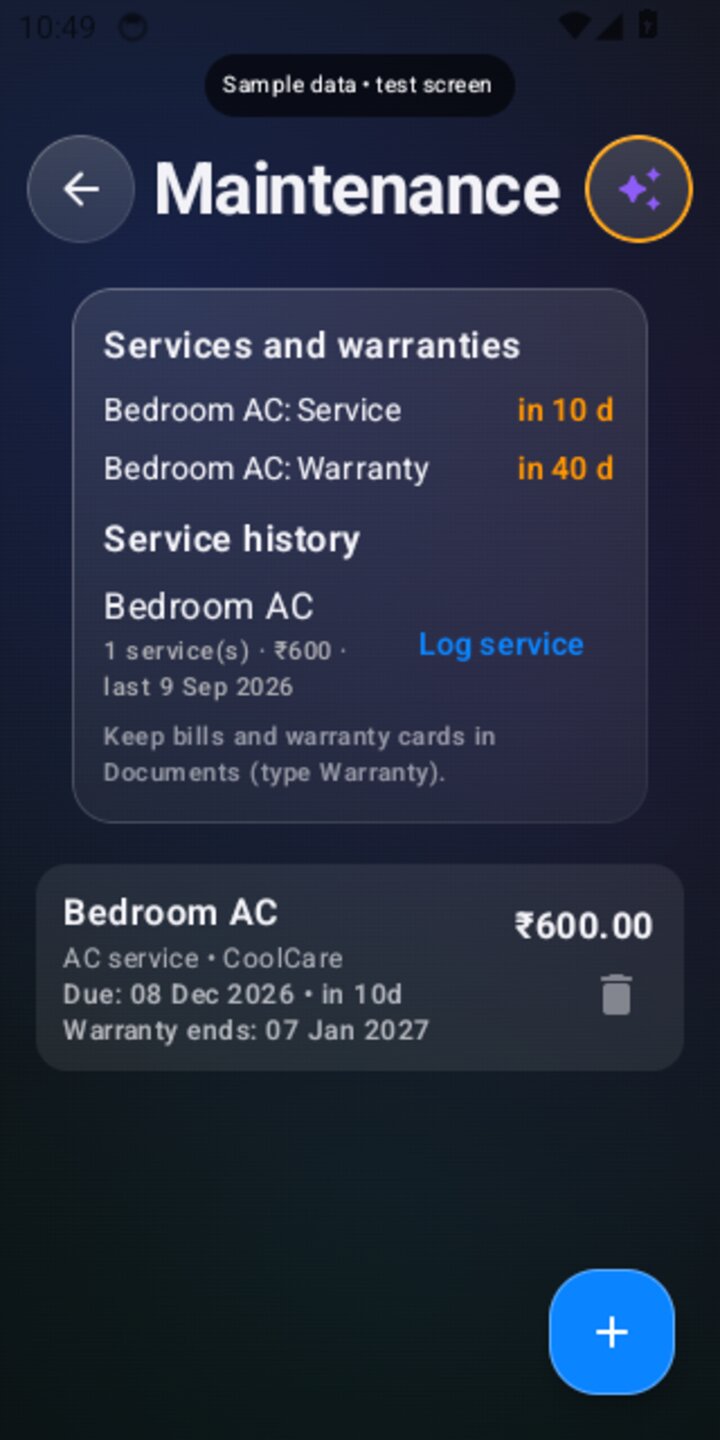 10:49
Sample data • test screen
Maintenance
Services and warranties
Bedroom AC: Service in 10 d
Bedroom AC: Warranty in 40 d
Service history
Bedroom AC
1 service(s) · ₹600 ·
last 9 Sep 2026
Log service
Keep bills and warranty cards in
Documents (type Warranty).
Bedroom AC
₹600.00
AC service • CoolCare
Due: 08 Dec 2026 • in 10d
Warranty ends: 07 Jan 2027